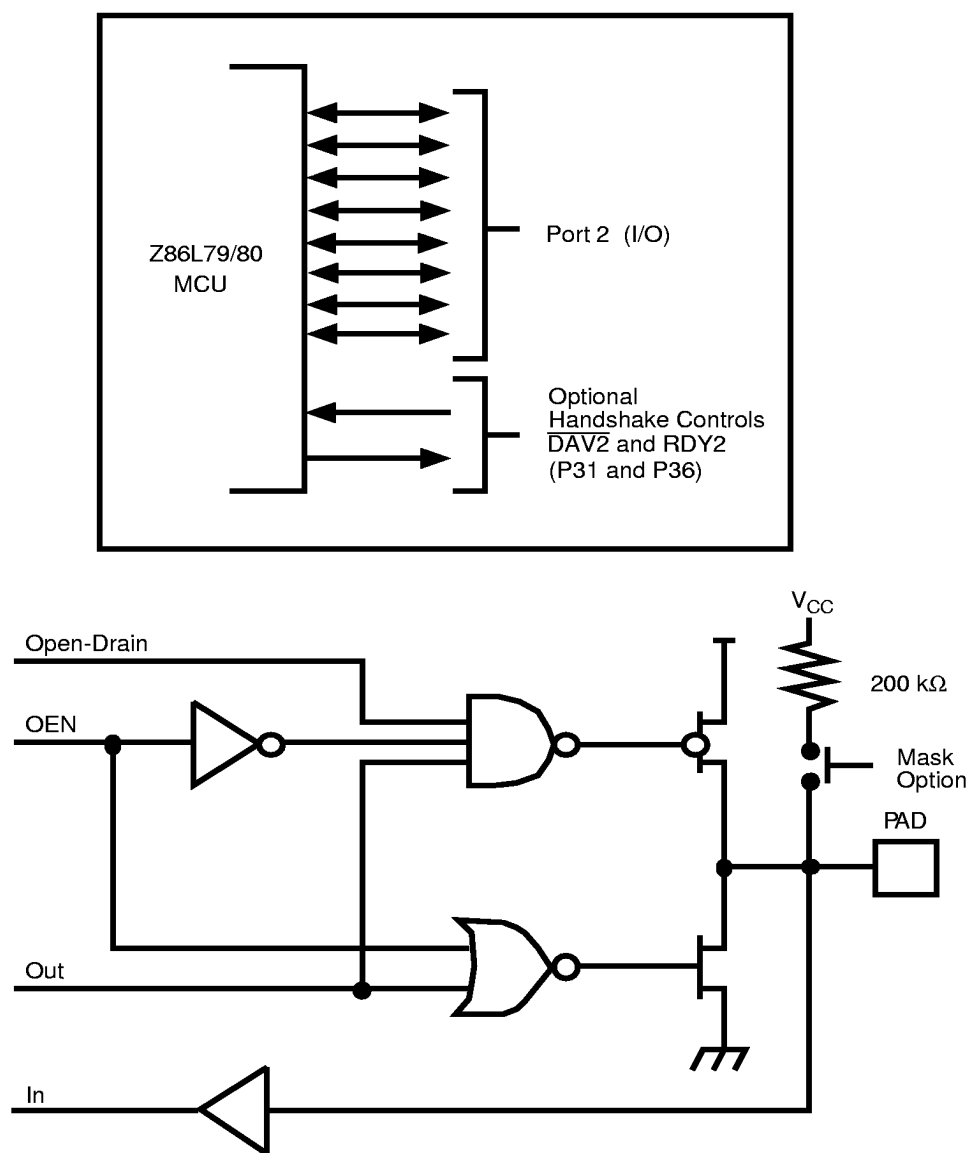 Z86L79/80
MCU
Port 2 (I/O)
Optional
Handshake Controls
D̅A̅V̅2̅ and RDY2
(P31 and P36)
Open-Drain
OEN
Out
In
VCC
200 kΩ
Mask
Option
PAD